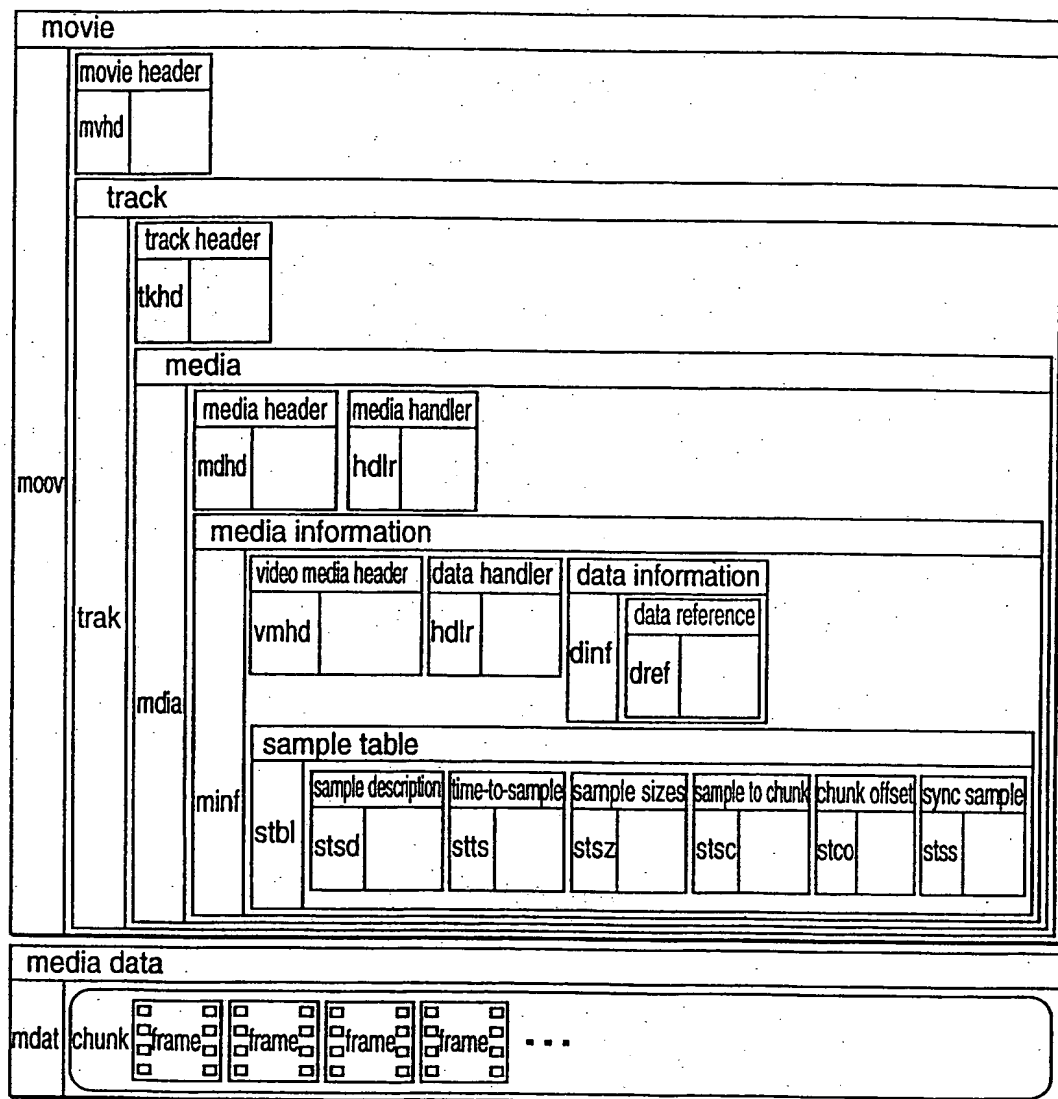 movie
movie header
mvhd
track
track header
tkhd
media
media header media handler
mdhd hdlr
moov
media information
video media header data handler data information
data reference
vmhd hdlr dinf
dref
trak
mdia
sample table
minf
sample description time-to-sample sample sizes sample to chunk chunk offset sync sample
stbl stsd stts stsz stsc stco stss
media data
mdat chunk frame frame frame frame ...